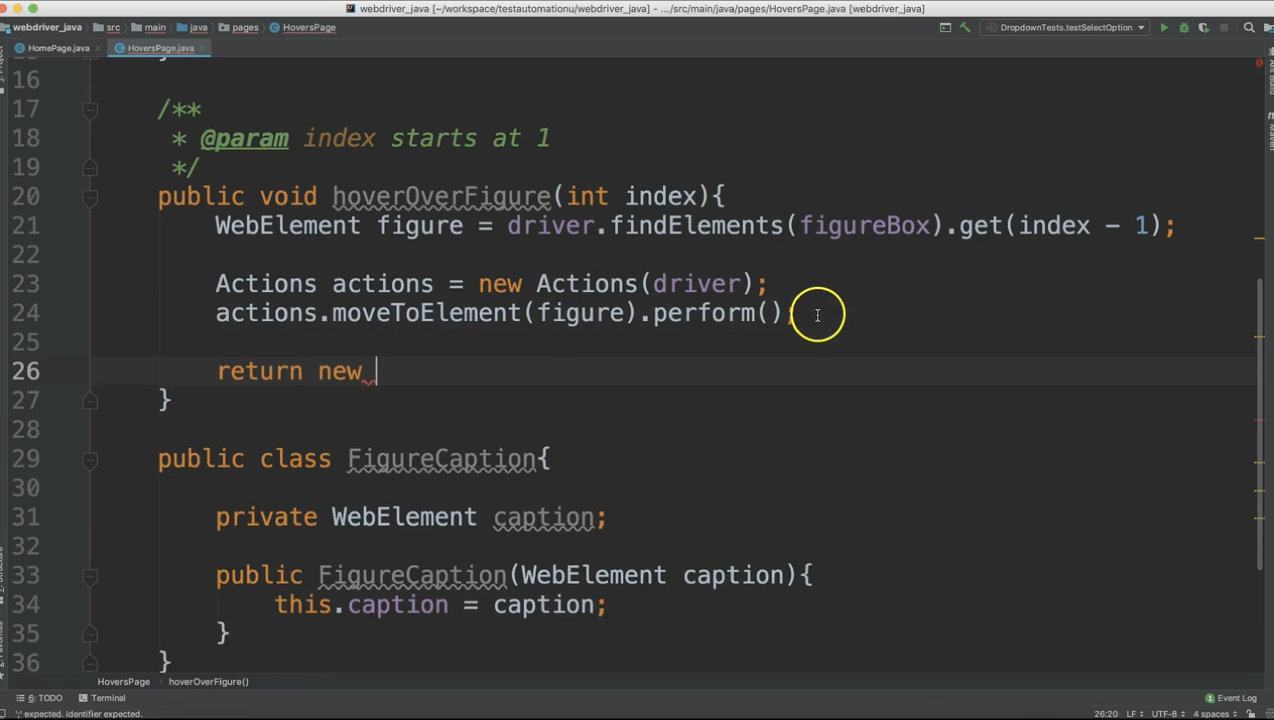 webdriver_java [~/workspace/testautomationu/webdriver_java] - .../src/main/java/pages/HoversPage.java [webdriver_java]
webdriver_java src main java pages HoversPage DropdownTests.testSelectOption
HomePage.java HoversPage.java
16
17 /**
18 * @param index starts at 1
19 */
20 public void hoverOverFigure(int index){
21 WebElement figure = driver.findElements(figureBox).get(index - 1);
22
23 Actions actions = new Actions(driver);
24 actions.moveToElement(figure).perform();
25
26 return new
27 }
28
29 public class FigureCaption{
30
31 private WebElement caption;
32
33 public FigureCaption(WebElement caption){
34 this.caption = caption;
35 }
36 }
HoversPage hoverOverFigure()
6: TODO Terminal 1 Event Log
';' expected. Identifier expected. 26:20 LF UTF-8 4 spaces